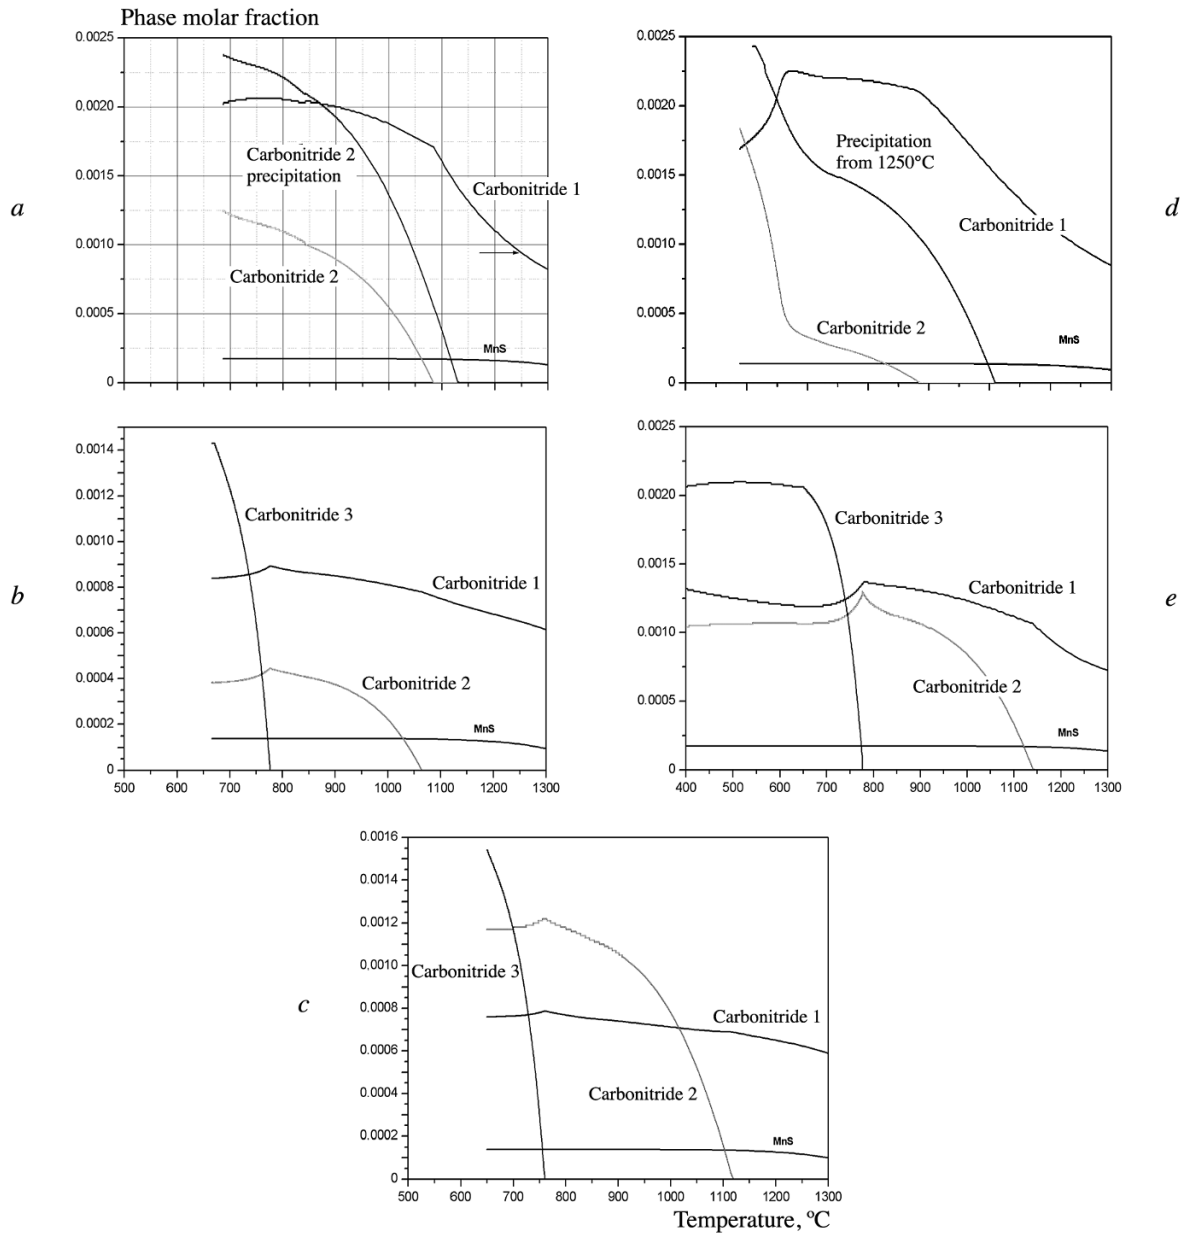 Phase molar fraction
0.0025
0.0020
0.0015
0.0010
0.0005
0
Carbonitride 2
precipitation
Carbonitride 1
Carbonitride 2
MnS
a
0.0025
0.0020
0.0015
0.0010
0.0005
0
Precipitation
from 1250°C
Carbonitride 1
Carbonitride 2
MnS
d
0.0014
0.0012
0.0010
0.0008
0.0006
0.0004
0.0002
0
Carbonitride 3
Carbonitride 1
Carbonitride 2
MnS
500 600 700 800 900 1000 1100 1200 1300
b
0.0025
0.0020
0.0015
0.0010
0.0005
0
Carbonitride 3
Carbonitride 1
Carbonitride 2
MnS
400 500 600 700 800 900 1000 1100 1200 1300
e
0.0016
0.0014
0.0012
0.0010
0.0008
0.0006
0.0004
0.0002
0
Carbonitride 3
Carbonitride 1
Carbonitride 2
MnS
500 600 700 800 900 1000 1100 1200 1300
c
Temperature, ºC